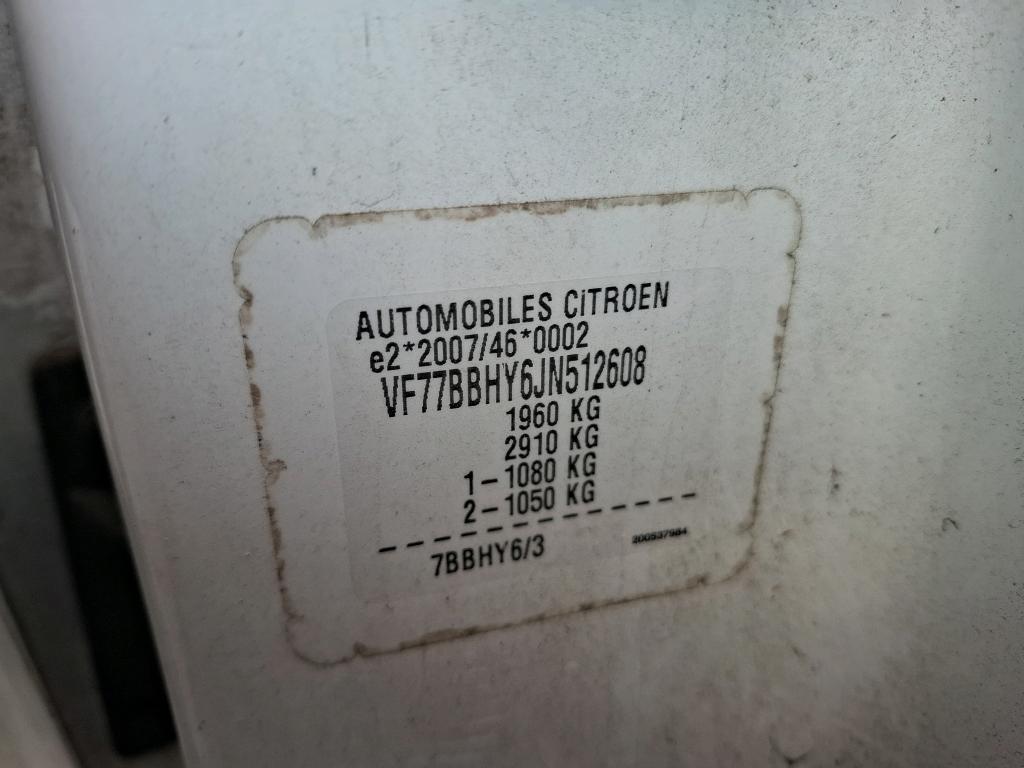 AUTOMOBILES CiTROEN
e2*2007/46*0002
VF77BBHY6JN512608
1960 KG
2910 KG
1-1080 KG
2-1050 KG
7BBHY6/3
200537984